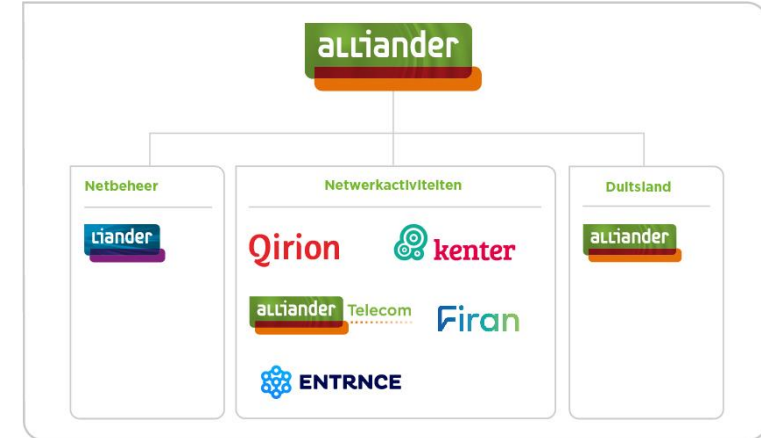 alliander
Netbeheer
Netwerkactiviteiten
Duitsland
Liander
Qirion
kenter
alliander
alliander Telecom
Firan
ENTRNCE